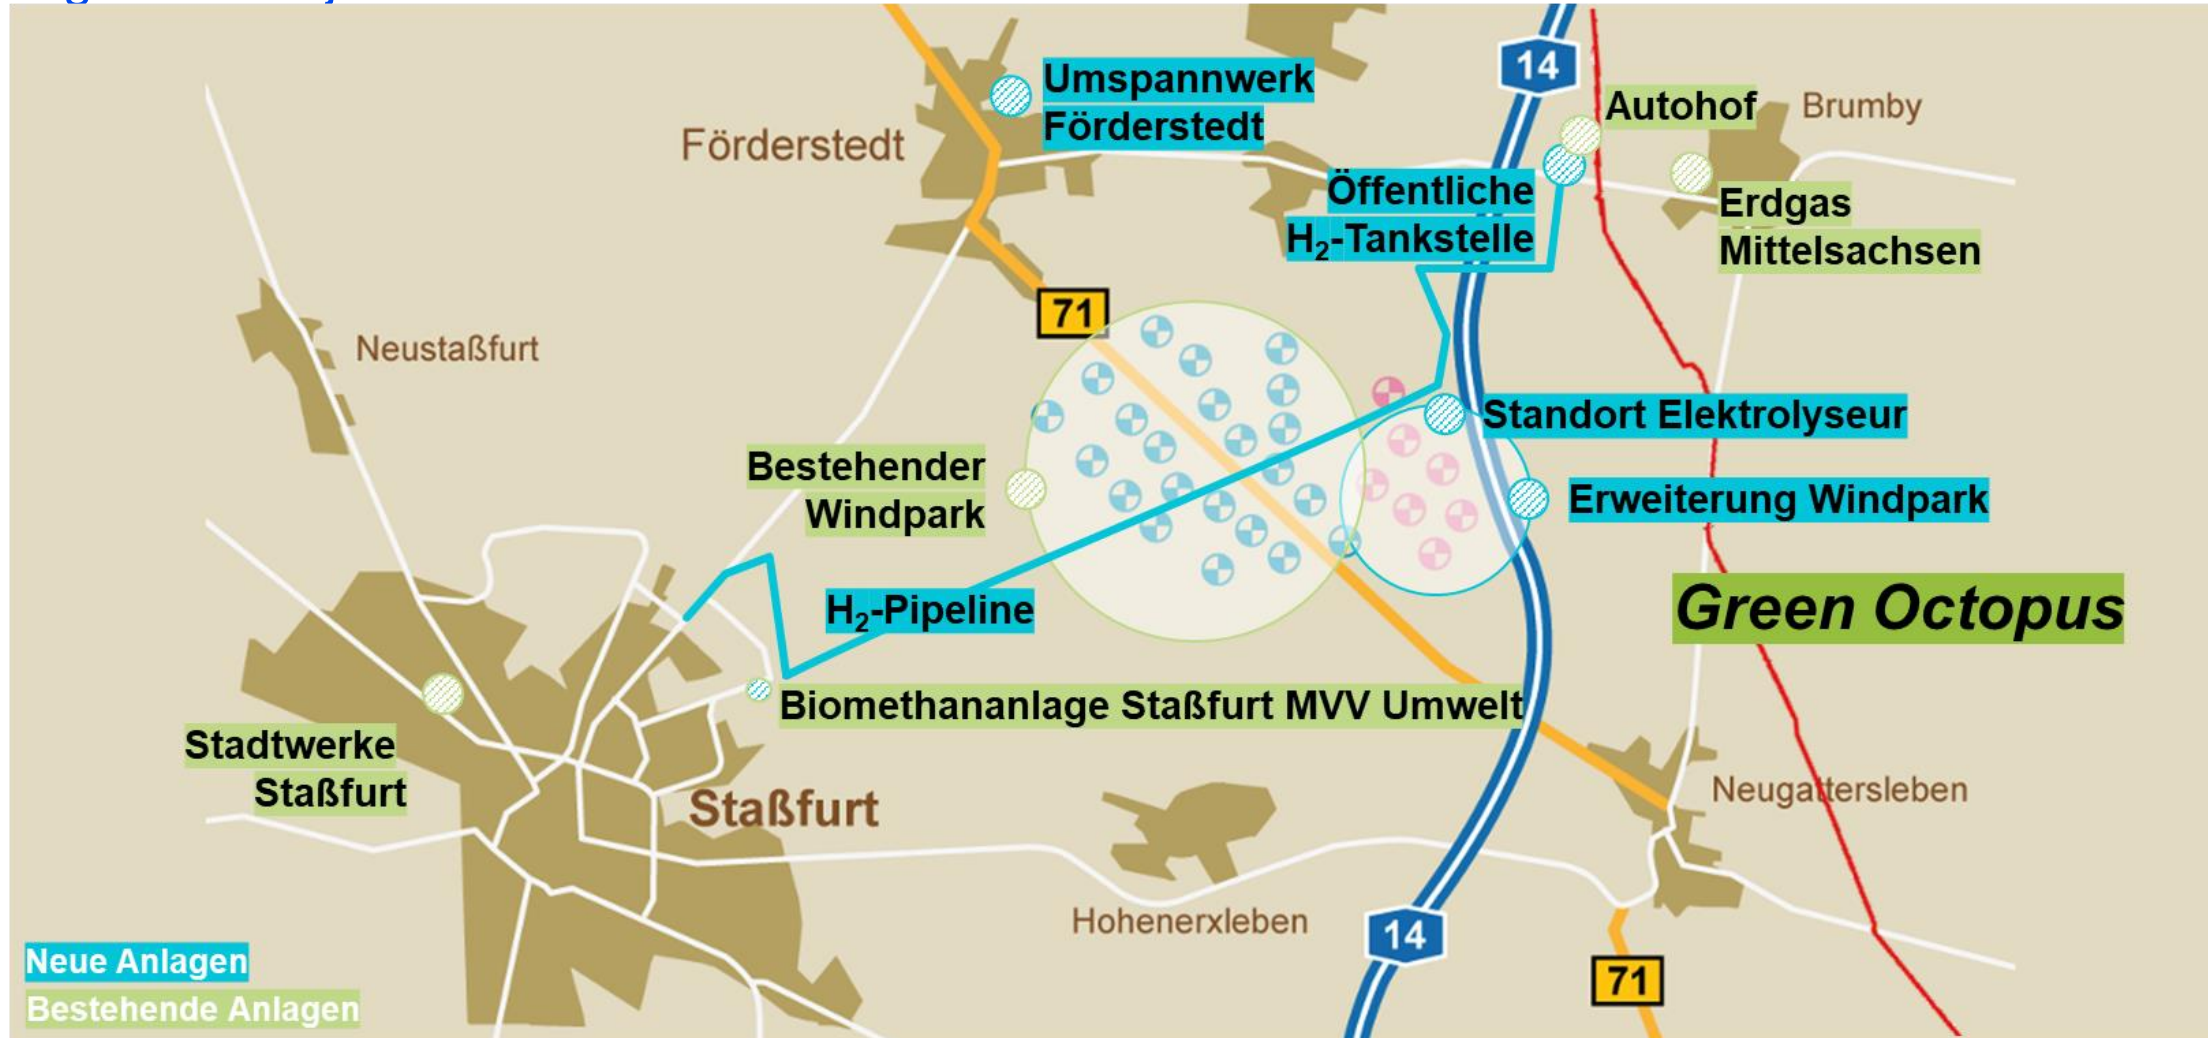 14
Umspannwerk
Förderstedt
Autohof
Brumby
Förderstedt
Öffentliche
H₂-Tankstelle
Erdgas
Mittelsachsen
71
Neustaßfurt
Standort Elektrolyseur
Bestehender
Windpark
Erweiterung Windpark
H₂-Pipeline
Green Octopus
Biomethananlage Staßfurt MVV Umwelt
Stadtwerke
Staßfurt
Staßfurt
Neugattersleben
Hohenerxleben
14
71
Neue Anlagen
Bestehende Anlagen